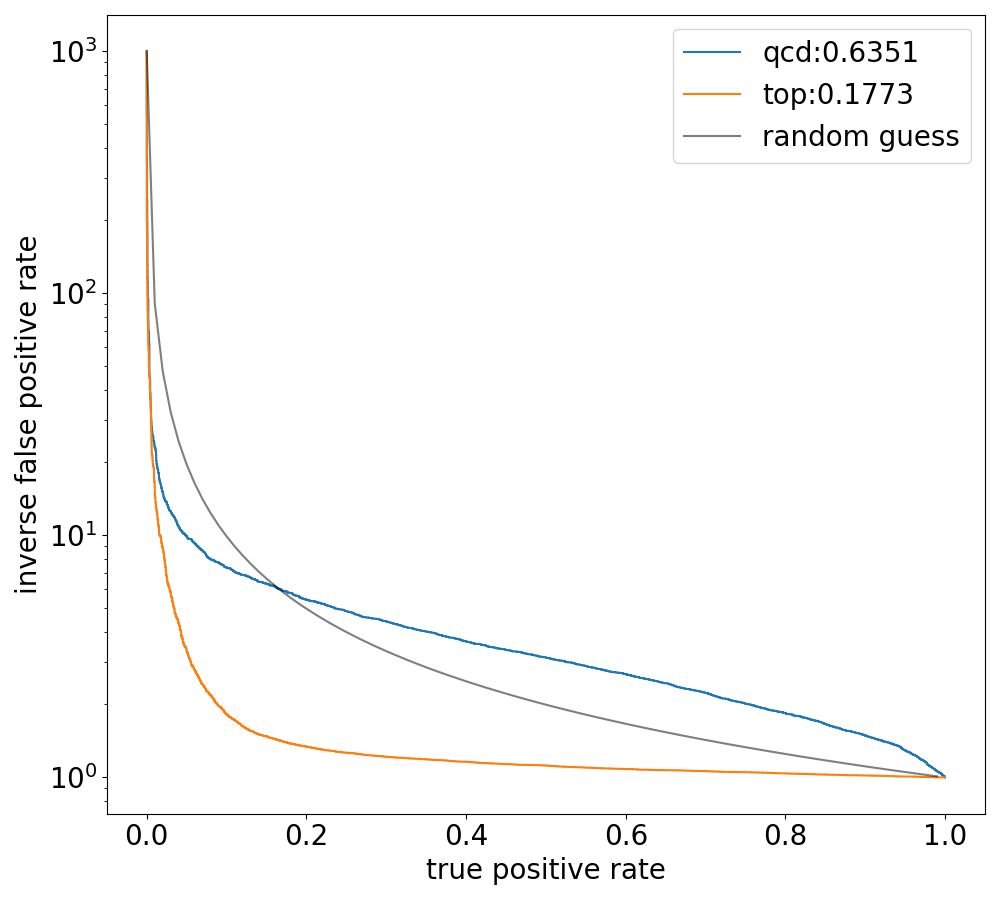 qcd:0.6351
top:0.1773
random guess
inverse false positive rate
10³
10²
10¹
10⁰
0.0 0.2 0.4 0.6 0.8 1.0
true positive rate